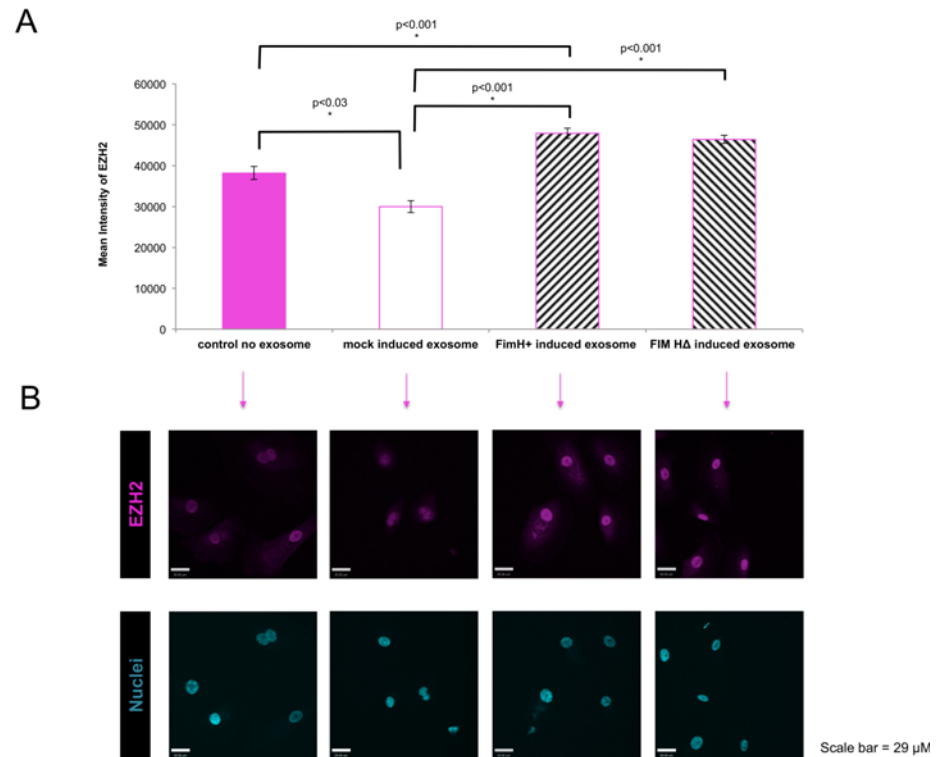 A
p<0.001
*
p<0.001
*
p<0.03
*
p<0.001
*
Mean Intensity of EZH2
60000
50000
40000
30000
20000
10000
0
control no exosome
mock induced exosome
FimH+ induced exosome
FIM HΔ induced exosome
B
EZH2
Nuclei
Scale bar = 29 µM